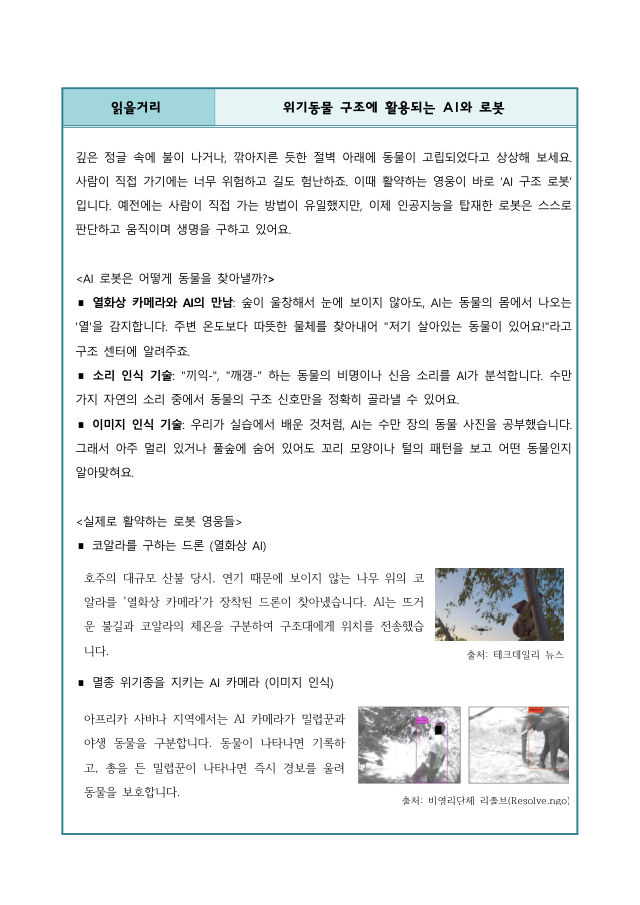 읽을거리
위기동물 구조에 활용되는 AI와 로봇
깊은 정글 속에 불이 나거나, 깎아지른 듯한 절벽 아래에 동물이 고립되었다고 상상해 보세요.
사람이 직접 가기에는 너무 위험하고 길도 험난하죠. 이때 활약하는 영웅이 바로 'AI 구조 로봇'
입니다. 예전에는 사람이 직접 가는 방법이 유일했지만, 이제 인공지능을 탑재한 로봇은 스스로
판단하고 움직이며 생명을 구하고 있어요.
<AI 로봇은 어떻게 동물을 찾아낼까?>
■ 열화상 카메라와 AI의 만남: 숲이 울창해서 눈에 보이지 않아도, AI는 동물의 몸에서 나오는
'열'을 감지합니다. 주변 온도보다 따뜻한 물체를 찾아내어 "저기 살아있는 동물이 있어요!"라고
구조 센터에 알려주죠.
■ 소리 인식 기술: "끼익-", "깨갱-" 하는 동물의 비명이나 신음 소리를 AI가 분석합니다. 수만
가지 자연의 소리 중에서 동물의 구조 신호만을 정확히 골라낼 수 있어요.
■ 이미지 인식 기술: 우리가 실습에서 배운 것처럼, AI는 수만 장의 동물 사진을 공부했습니다.
그래서 아주 멀리 있거나 풀숲에 숨어 있어도 꼬리 모양이나 털의 패턴을 보고 어떤 동물인지
알아맞혀요.
<실제로 활약하는 로봇 영웅들>
■ 코알라를 구하는 드론 (열화상 AI)
호주의 대규모 산불 당시, 연기 때문에 보이지 않는 나무 위의 코
알라를 '열화상 카메라'가 장착된 드론이 찾아냈습니다. AI는 뜨거
운 불길과 코알라의 체온을 구분하여 구조대에게 위치를 전송했습
니다.
출처: 테크데일리 뉴스
■ 멸종 위기종을 지키는 AI 카메라 (이미지 인식)
아프리카 사바나 지역에서는 AI 카메라가 밀렵꾼과
야생 동물을 구분합니다. 동물이 나타나면 기록하
고, 총을 든 밀렵꾼이 나타나면 즉시 경보를 울려
동물을 보호합니다.
출처: 비영리단체 리졸브(Resolve.ngo)